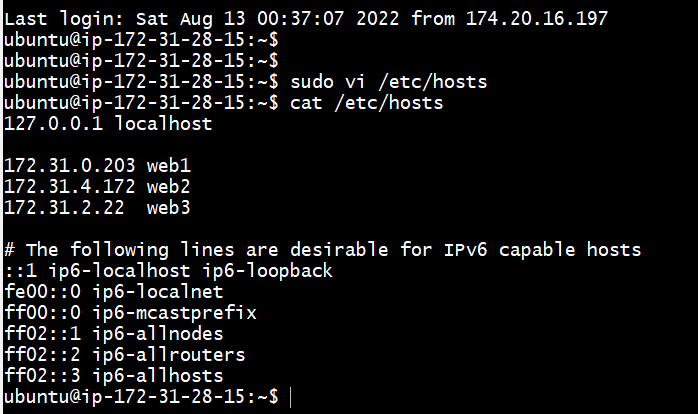 Last login: Sat Aug 13 00:37:07 2022 from 174.20.16.197
ubuntu@ip-172-31-28-15:~$
ubuntu@ip-172-31-28-15:~$
ubuntu@ip-172-31-28-15:~$ sudo vi /etc/hosts
ubuntu@ip-172-31-28-15:~$ cat /etc/hosts
127.0.0.1 localhost

172.31.0.203 web1
172.31.4.172 web2
172.31.2.22  web3

# The following lines are desirable for IPv6 capable hosts
::1 ip6-localhost ip6-loopback
fe00::0 ip6-localnet
ff00::0 ip6-mcastprefix
ff02::1 ip6-allnodes
ff02::2 ip6-allrouters
ff02::3 ip6-allhosts
ubuntu@ip-172-31-28-15:~$